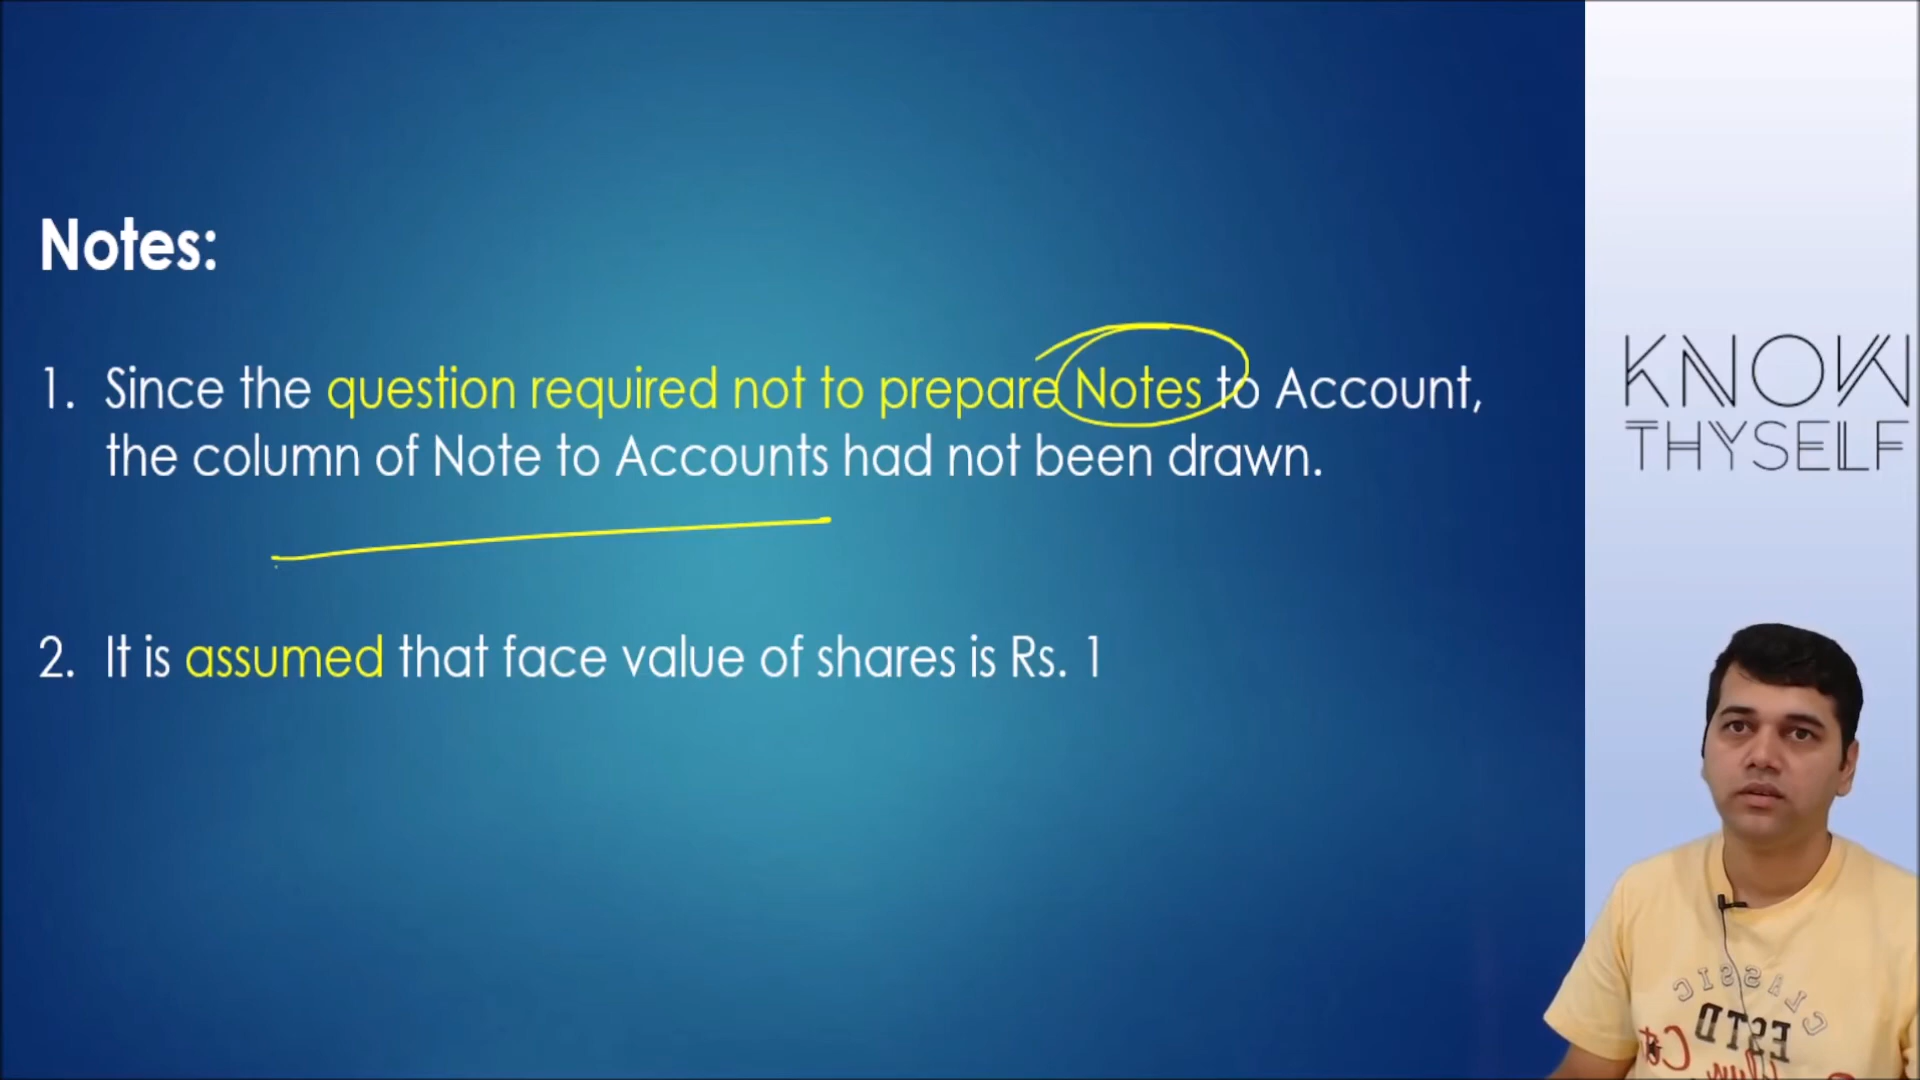 Notes:
1. Since the question required not to prepare Notes to Account,
the column of Note to Accounts had not been drawn.
2. It is assumed that face value of shares is Rs. 1
KNOW
THYSELF
CLASSIC
ESTD